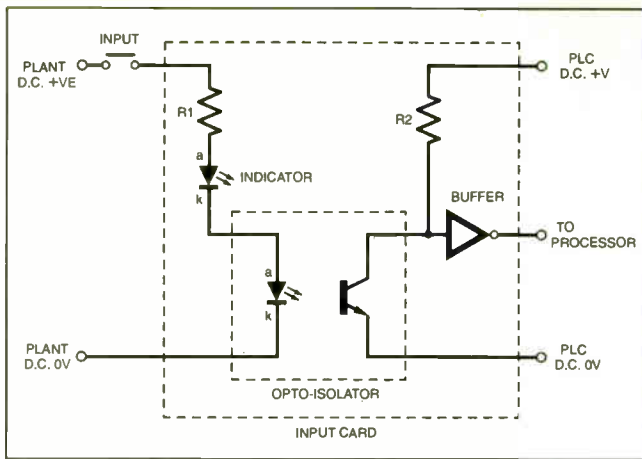 INPUT
PLANT
D.C. +VE
R1
a
k
INDICATOR
a
k
PLANT
D.C. 0V
OPTO-ISOLATOR
INPUT CARD
PLC
D.C. +V
R2
BUFFER
TO
PROCESSOR
PLC
D.C. 0V